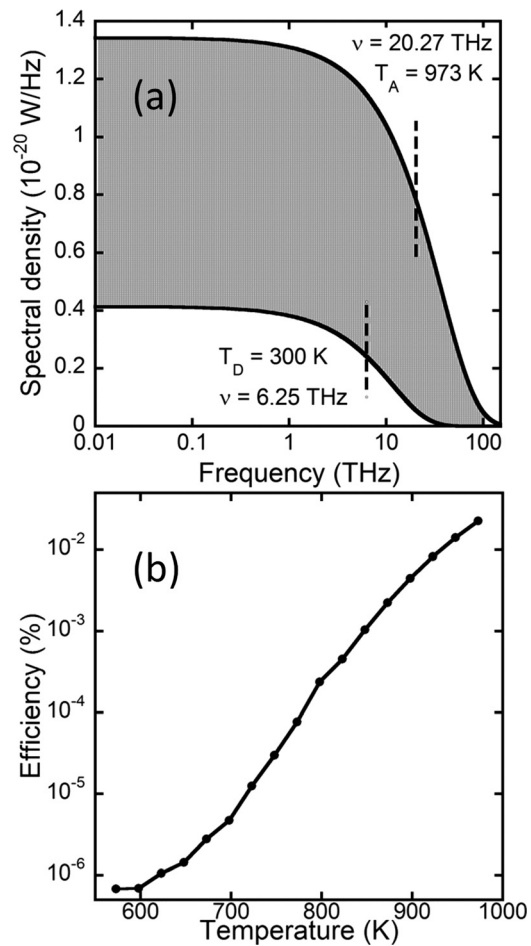 1.4
1.2
1
0.8
0.6
0.4
0.2
0
Spectral density (10⁻²⁰ W/Hz)
(a)
ν = 20.27 THz
T_A = 973 K
T_D = 300 K
ν = 6.25 THz
0.01 0.1 1 10 100
Frequency (THz)
10⁻²
10⁻³
10⁻⁴
10⁻⁵
10⁻⁶
Efficiency (%)
(b)
600 700 800 900 1000
Temperature (K)